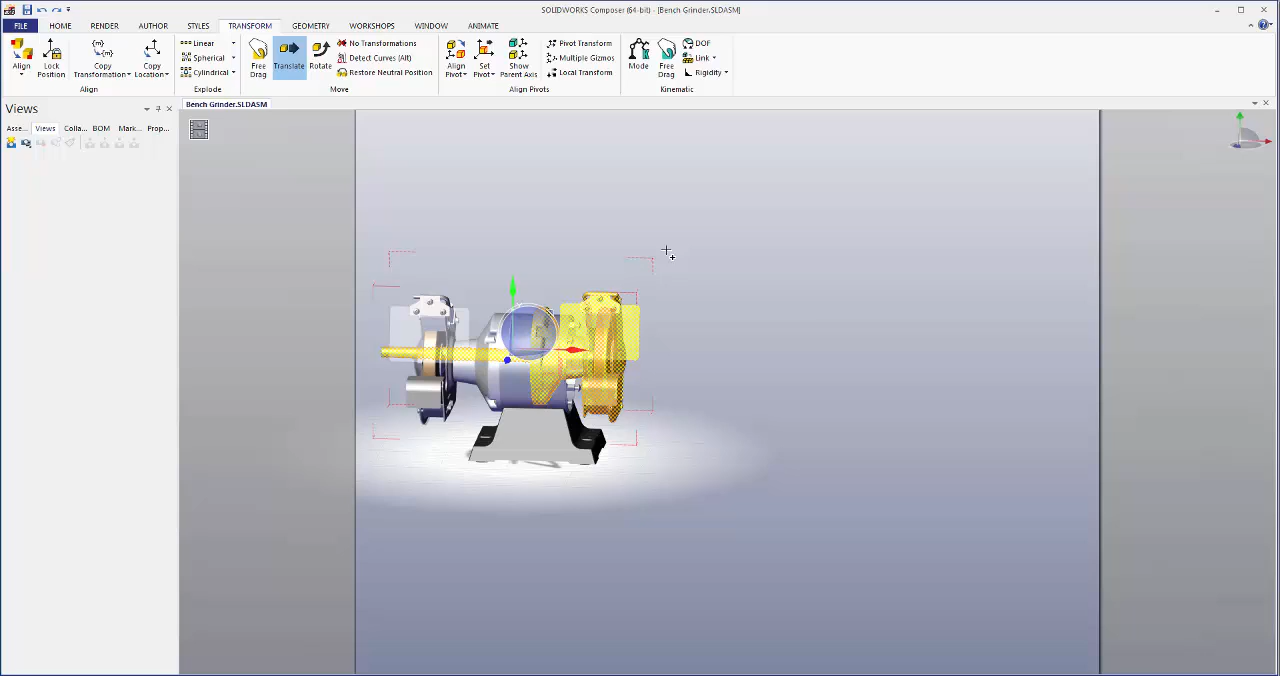 SOLIDWORKS Composer (64-bit) - [Bench Grinder.SLDASM]
FILE HOME RENDER AUTHOR STYLES TRANSFORM GEOMETRY WORKSHOPS WINDOW ANIMATE
Align Lock Position Copy Transformation Copy Location
Linear
Spherical
Cylindrical
Free Drag Translate Rotate
No Transformations
Detect Curves (Alt)
Restore Neutral Position
Align Pivot Set Pivot Show Parent Axis
Pivot Transform
Multiple Gizmos
Local Transform
Mode Free Drag
DOF
Link
Rigidity
Align Explode Move Align Pivots Kinematic
Views
Bench Grinder.SLDASM
Asse... Views Colla... BOM Mark... Prop...